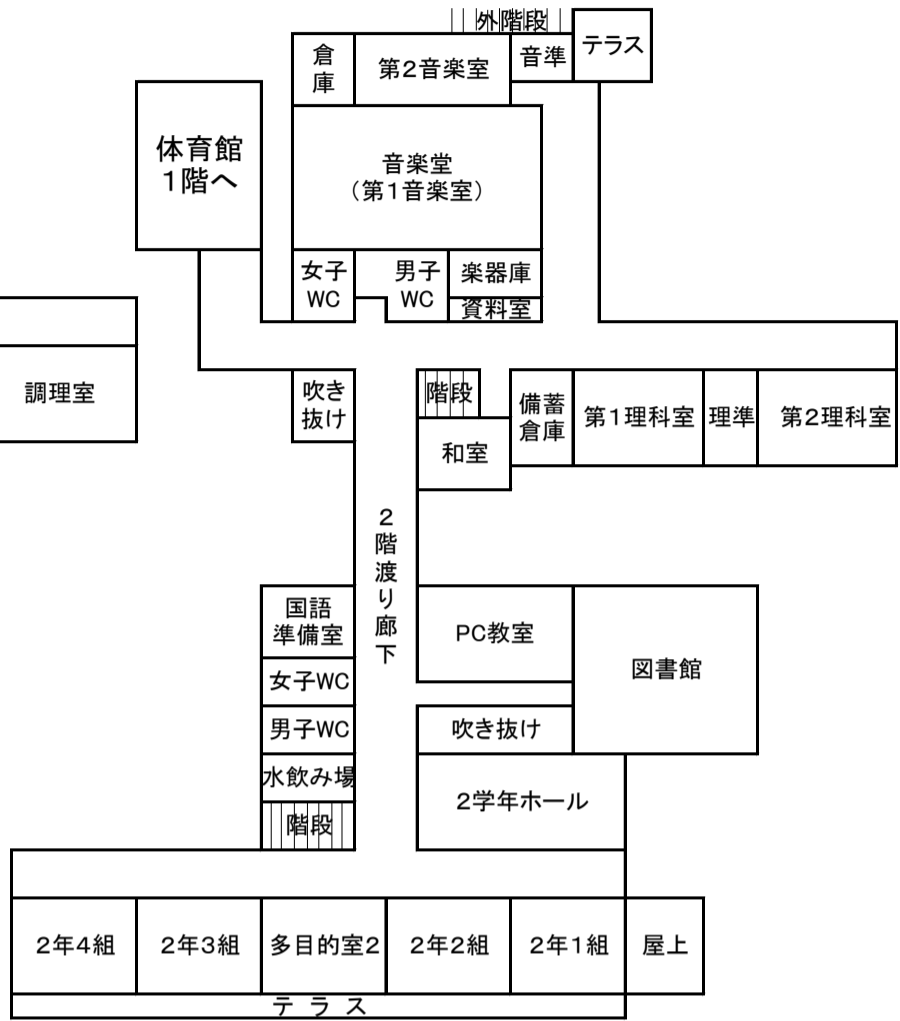 外階段
テラス
倉
庫
第2音楽室
音準
体育館
1階へ
音楽堂
(第1音楽室)
女子
WC
男子
WC
楽器庫
資料室
調理室
吹き
抜け
階段
備蓄
倉庫
第1理科室
理準
第2理科室
和室
2
階
渡
り
廊
下
国語
準備室
PC教室
図書館
女子WC
男子WC
吹き抜け
水飲み場
2学年ホール
階段
2年4組
2年3組
多目的室2
2年2組
2年1組
屋上
テラス